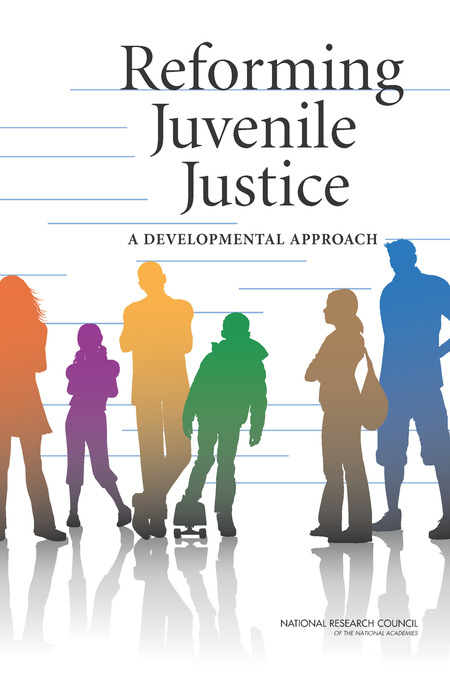 Reforming
Juvenile
Justice
A DEVELOPMENTAL APPROACH
NATIONAL RESEARCH COUNCIL
OF THE NATIONAL ACADEMIES